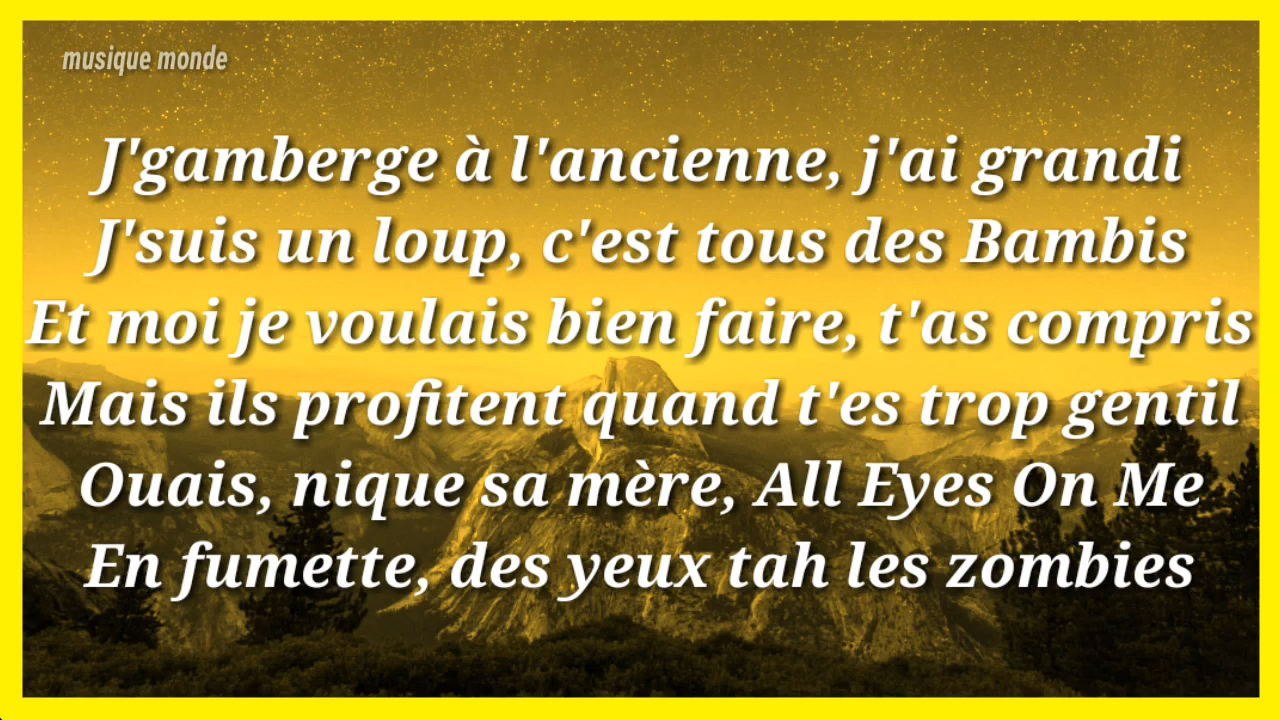 musique monde
J'gamberge à l'ancienne, j'ai grandi
J'suis un loup, c'est tous des Bambis
Et moi je voulais bien faire, t'as compris
Mais ils profitent quand t'es trop gentil
Ouais, nique sa mère, All Eyes On Me
En fumette, des yeux tah les zombies